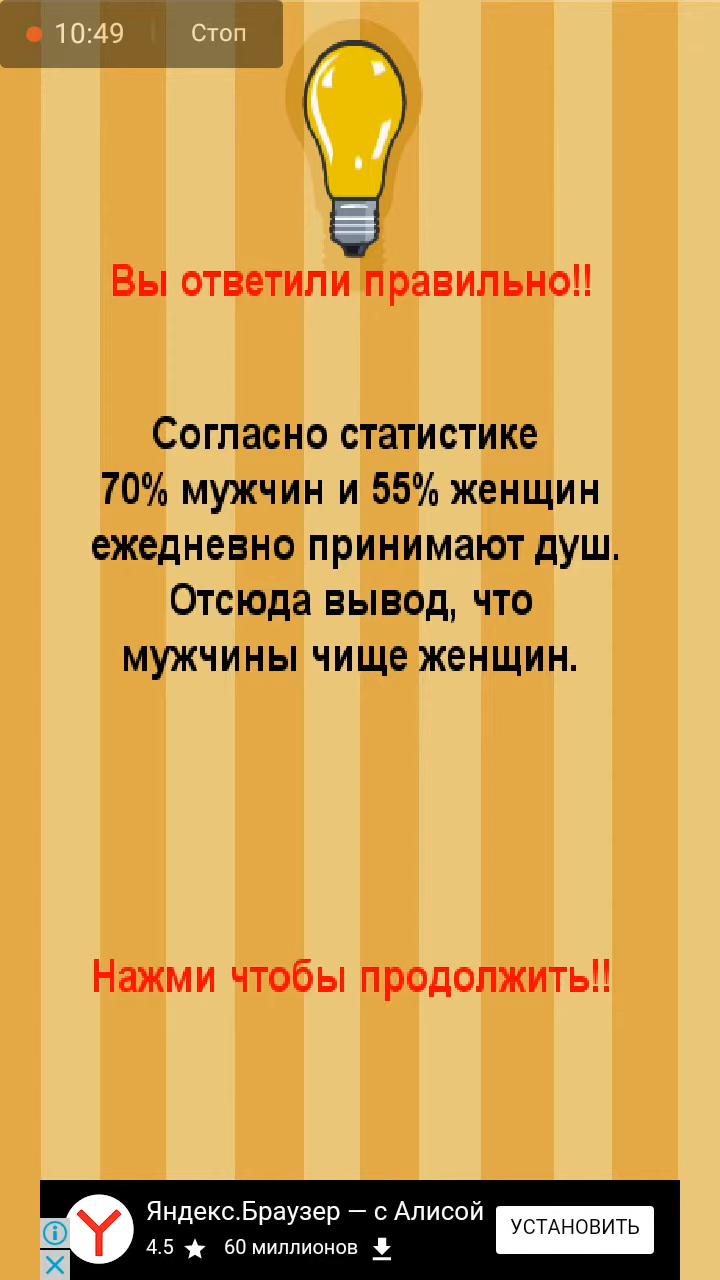 10:49 Стоп
Вы ответили правильно!!
Согласно статистике
70% мужчин и 55% женщин
ежедневно принимают душ.
Отсюда вывод, что
мужчины чище женщин.
Нажми чтобы продолжить!!
Яндекс.Браузер — с Алисой
4.5 ★ 60 миллионов
УСТАНОВИТЬ